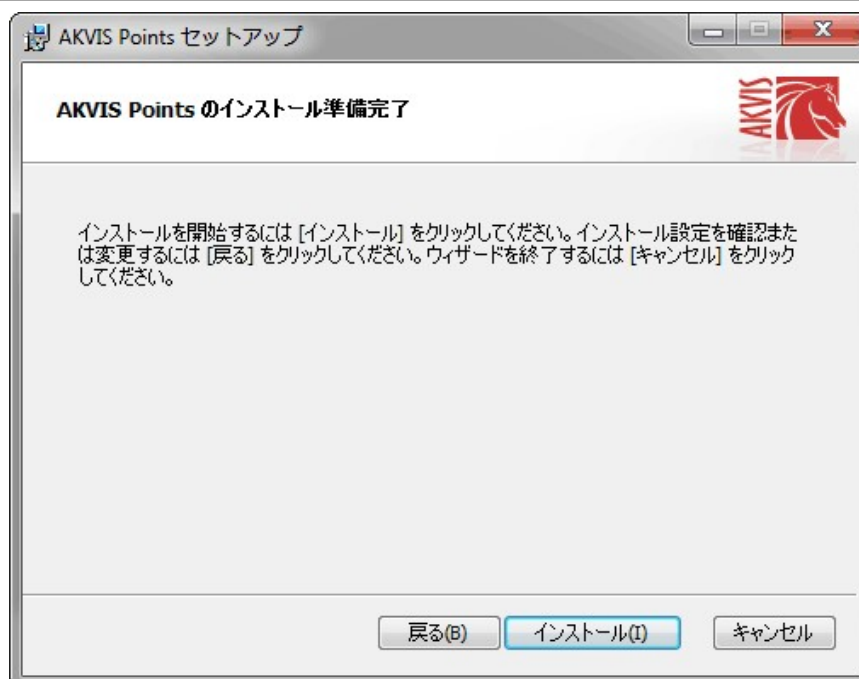 AKVIS Points セットアップ
AKVIS Points のインストール準備完了
AKVIS
インストールを開始するには [インストール] をクリックしてください。インストール設定を確認また
は変更するには [戻る] をクリックしてください。ウィザードを終了するには [キャンセル] をクリック
してください。
戻る(B)
インストール(I)
キャンセル